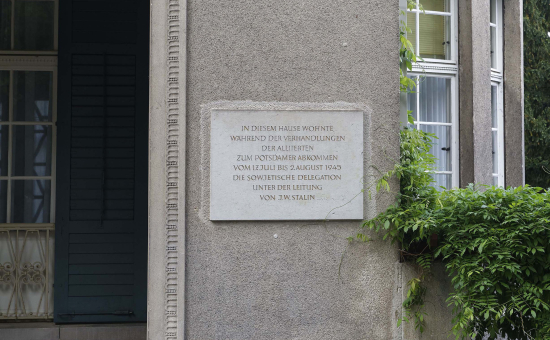 IN DIESEM HAUSE WOHNTE
WÄHREND DER VERHANDLUNGEN
DER ALLIIERTEN
ZUM POTSDAMER ABKOMMEN
VOM 17. JULI BIS 2. AUGUST 1945
DIE SOWJETISCHE DELEGATION
UNTER DER LEITUNG
VON J. W. STALIN